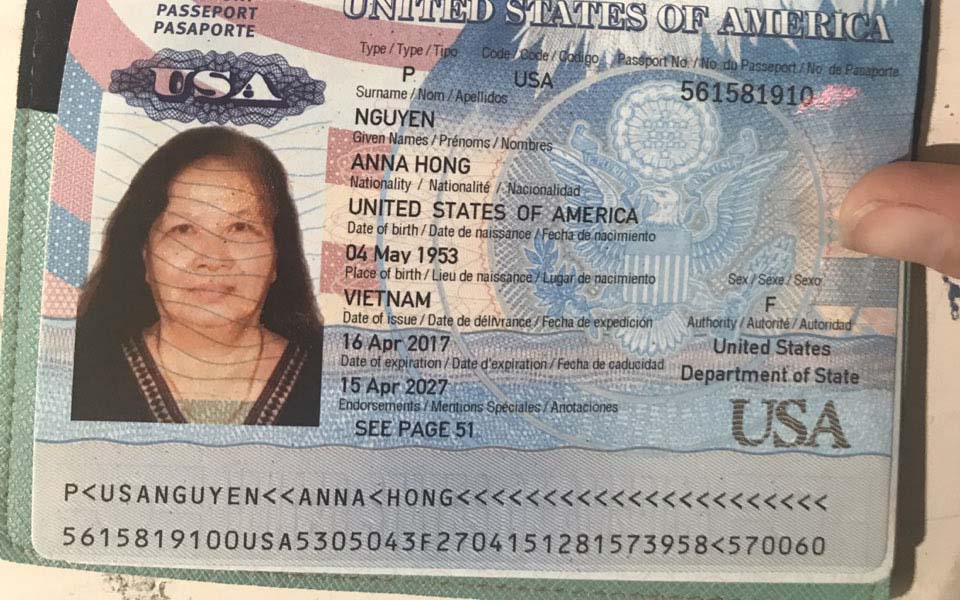 PASSEPORT
PASAPORTE
USA
UNITED STATES OF AMERICA
Type / Type / Tipo Code / Code / Codigo Passport No. / No. du Passeport / No. de Pasaporte
P USA 561581910
Surname / Nom / Apellidos
NGUYEN
Given Names / Prénoms / Nombres
ANNA HONG
Nationality / Nationalité / Nacionalidad
UNITED STATES OF AMERICA
Date of birth / Date de naissance / Fecha de nacimiento
04 May 1953
Place of birth / Lieu de naissance / Lugar de nacimiento Sex / Sexe / Sexo
VIETNAM F
Date of issue / Date de délivrance / Fecha de expedición Authority / Autorité / Autoridad
16 Apr 2017 United States
Date of expiration / Date d'expiration / Fecha de caducidad Department of State
15 Apr 2027
Endorsements / Mentions Spéciales / Anotaciones
SEE PAGE 51 USA
P<USANGUYEN<<ANNA<HONG<<<<<<<<<<<<<<<<<<<<<<
5615819100USA5305043F2704151281573958<570060